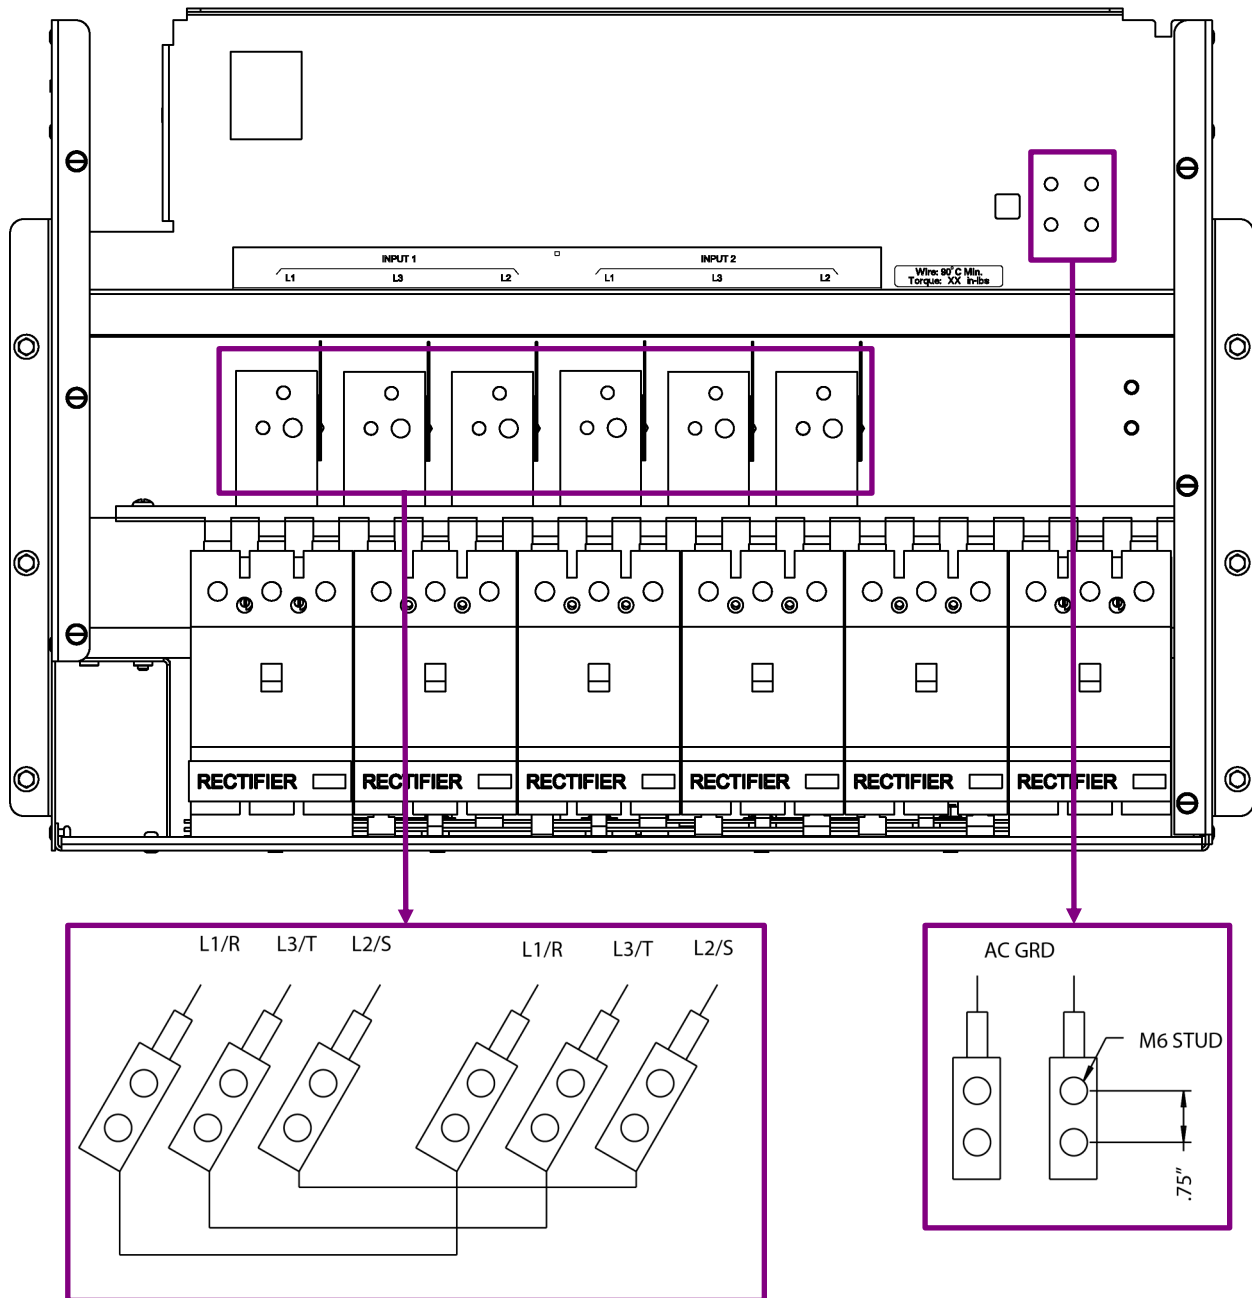 INPUT 1
INPUT 2
L1 L3 L2 L1 L3 L2
Wire: 90°C Min.
Torque: XX in-lbs
RECTIFIER RECTIFIER RECTIFIER RECTIFIER RECTIFIER RECTIFIER
L1/R L3/T L2/S L1/R L3/T L2/S
AC GRD
M6 STUD
.75"